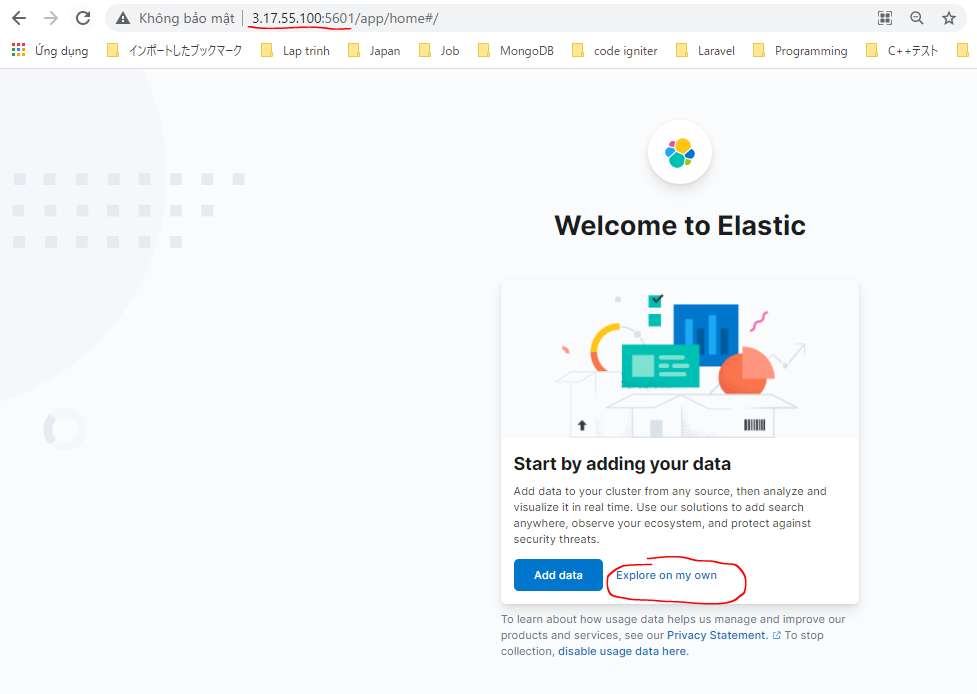 Không bảo mật 3.17.55.100:5601/app/home#/
Ứng dụng インポートしたブックマーク Lap trinh Japan Job MongoDB code igniter Laravel Programming C++テスト
Welcome to Elastic
Start by adding your data
Add data to your cluster from any source, then analyze and
visualize it in real time. Use our solutions to add search
anywhere, observe your ecosystem, and protect against
security threats.
Add data Explore on my own
To learn about how usage data helps us manage and improve our
products and services, see our Privacy Statement. To stop
collection, disable usage data here.